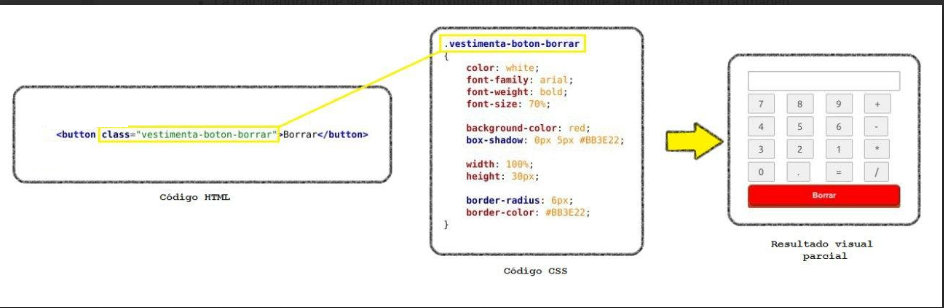 <button class="vestimenta-boton-borrar">Borrar</button>
Código HTML
.vestimenta-boton-borrar
{
color: white;
font-family: arial;
font-weight: bold;
font-size: 70%;
background-color: red;
box-shadow: 0px 5px #BB3E22;
width: 100%;
height: 30px;
border-radius: 6px;
border-color: #BB3E22;
}
Código CSS
7 8 9 +
4 5 6 -
3 2 1 *
0 . = /
Borrar
Resultado visual
parcial